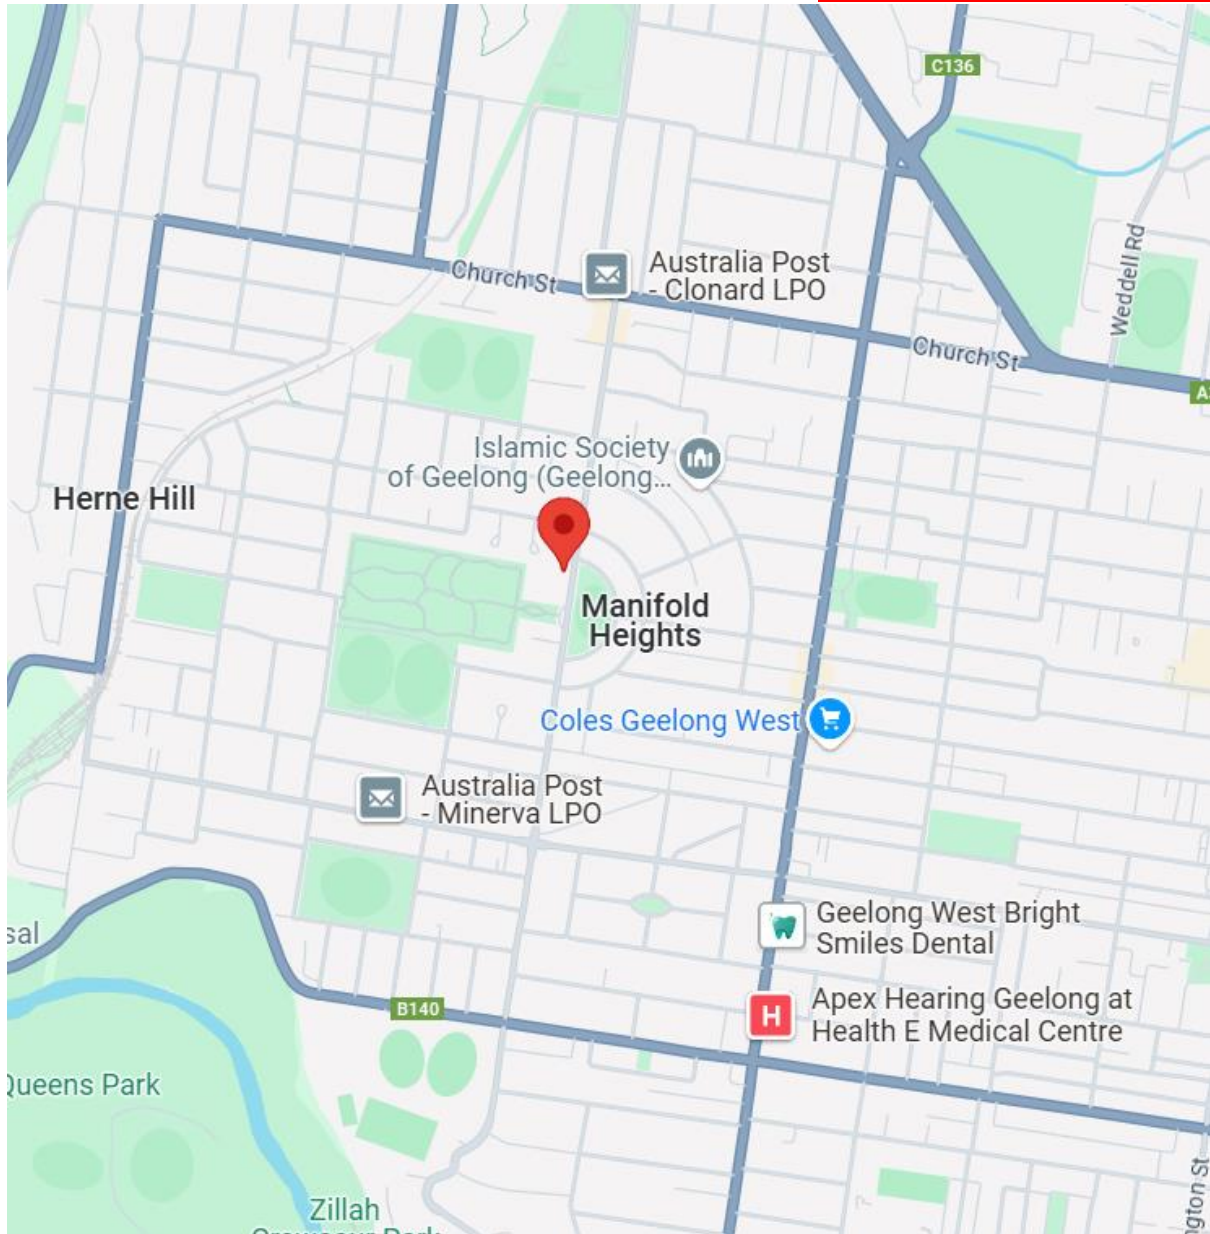 C136
Weddell Rd
Australia Post
- Clonard LPO
Church St
Church St
Islamic Society
of Geelong (Geelong...
Herne Hill
Manifold
Heights
Coles Geelong West
Australia Post
- Minerva LPO
Geelong West Bright
Smiles Dental
B140
Apex Hearing Geelong at
Health E Medical Centre
H
Queens Park
Zillah